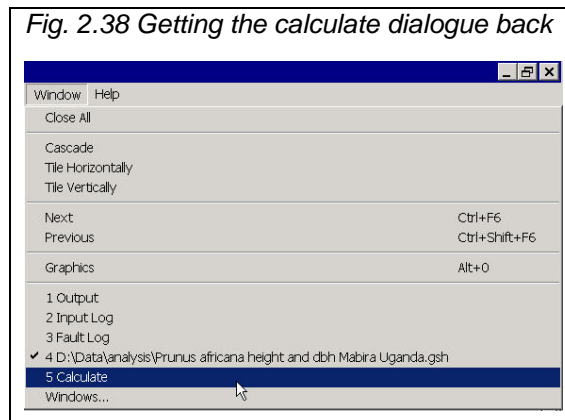 Fig. 2.38 Getting the calculate dialogue back
Window Help
Close All
Cascade
Tile Horizontally
Tile Vertically
Next Ctrl+F6
Previous Ctrl+Shift+F6
Graphics Alt+O
1 Output
2 Input Log
3 Fault Log
✔ 4 D:\Data\analysis\Prunus africana height and dbh Mabira Uganda.gsh
5 Calculate
Windows...